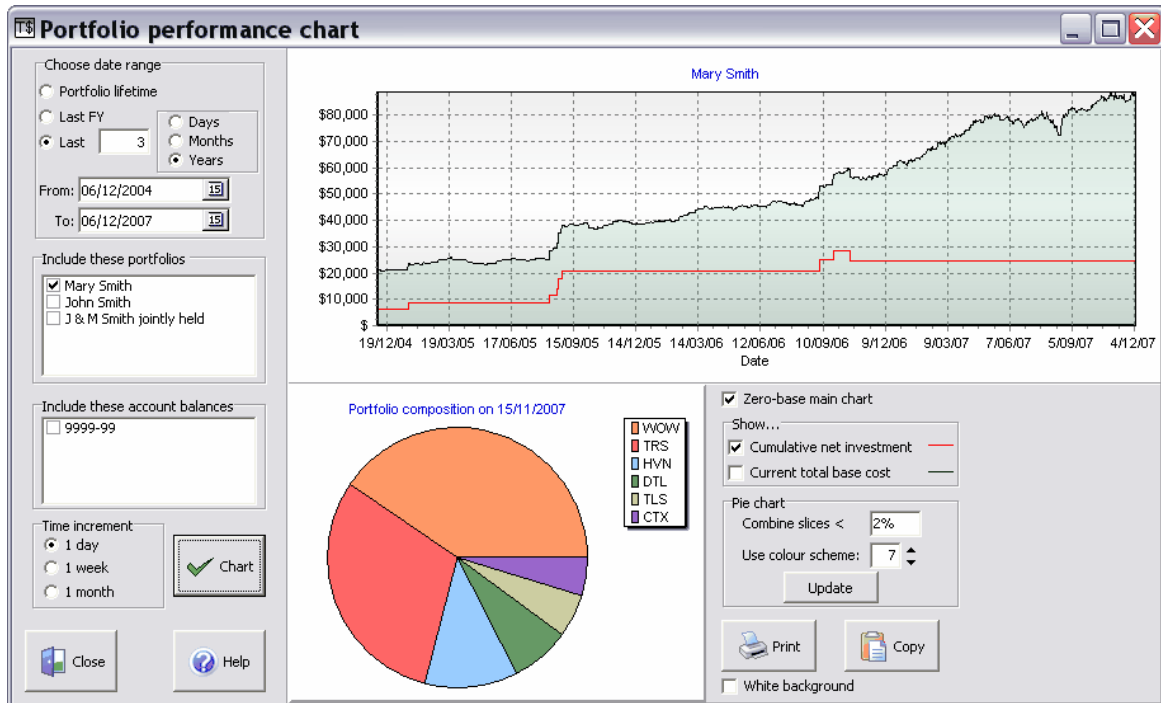 T$ Portfolio performance chart
Choose date range
Portfolio lifetime
Last FY
Last 3
Days
Months
Years
From: 06/12/2004 15
To: 06/12/2007 15
Include these portfolios
Mary Smith
John Smith
J & M Smith jointly held
Include these account balances
9999-99
Time increment
1 day
1 week
1 month
Chart
Close
Help
Mary Smith
$80,000
$70,000
$60,000
$50,000
$40,000
$30,000
$20,000
$10,000
$
19/12/04 19/03/05 17/06/05 15/09/05 14/12/05 14/03/06 12/06/06 10/09/06 9/12/06 9/03/07 7/06/07 5/09/07 4/12/07
Date
Portfolio composition on 15/11/2007
WOW
TRS
HVN
DTL
TLS
CTX
Zero-base main chart
Show...
Cumulative net investment
Current total base cost
Pie chart
Combine slices < 2%
Use colour scheme: 7
Update
Print
Copy
White background